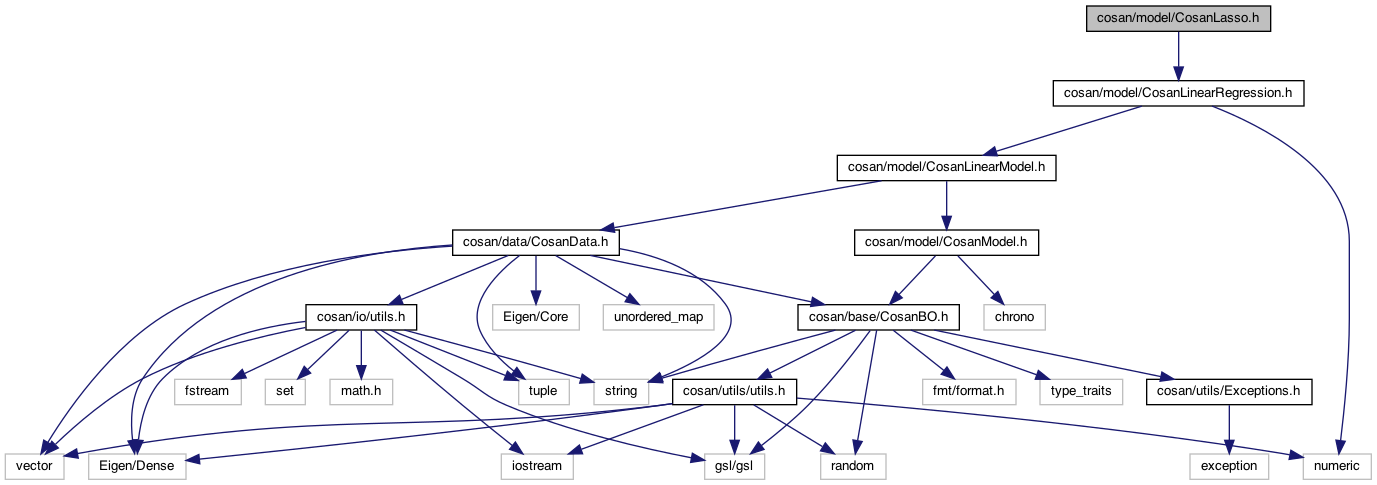 cosan/model/CosanLasso.h
cosan/model/CosanLinearRegression.h
cosan/model/CosanLinearModel.h
cosan/data/CosanData.h
cosan/model/CosanModel.h
cosan/io/utils.h
Eigen/Core
unordered_map
cosan/base/CosanBO.h
chrono
fstream
set
math.h
tuple
string
cosan/utils/utils.h
fmt/format.h
type_traits
cosan/utils/Exceptions.h
vector
Eigen/Dense
iostream
gsl/gsl
random
exception
numeric